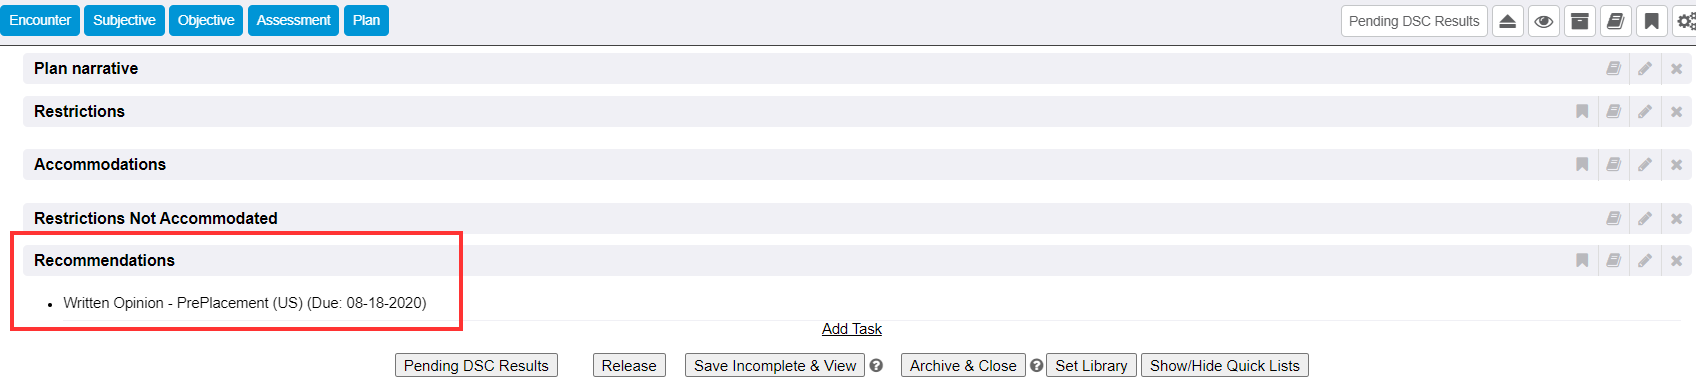 Encounter Subjective Objective Assessment Plan Pending DSC Results
Plan narrative
Restrictions
Accommodations
Restrictions Not Accommodated
Recommendations
• Written Opinion - PrePlacement (US) (Due: 08-18-2020)
Add Task
Pending DSC Results Release Save Incomplete & View ? Archive & Close ? Set Library Show/Hide Quick Lists